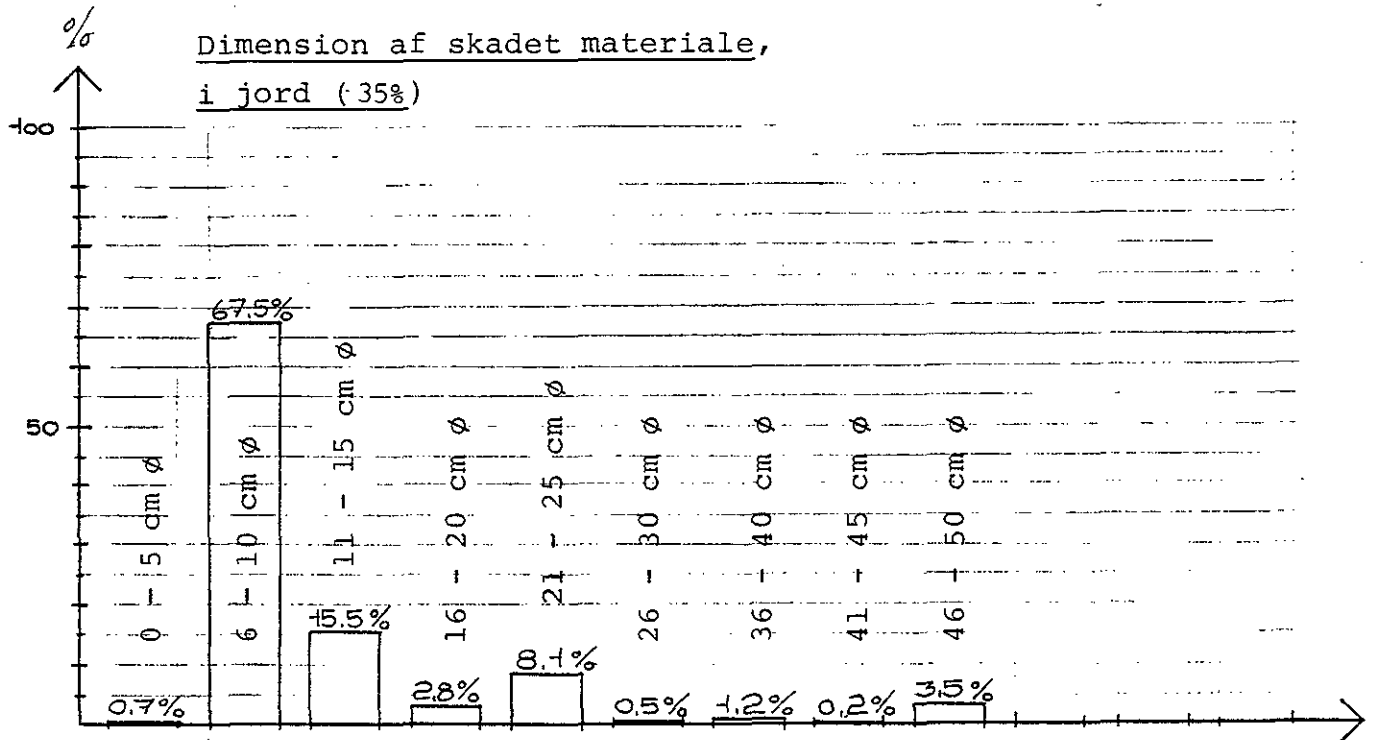 %
Dimension af skadet materiale,
i jord (35%)
100
50
0.7%
67.5%
15.5%
2.8%
8.1%
0.5%
1.2%
0.2%
3.5%
0 - 5 cm ø
6 - 10 cm ø
11 - 15 cm ø
16 - 20 cm ø
21 - 25 cm ø
26 - 30 cm ø
36 - 40 cm ø
41 - 45 cm ø
46 - 50 cm ø